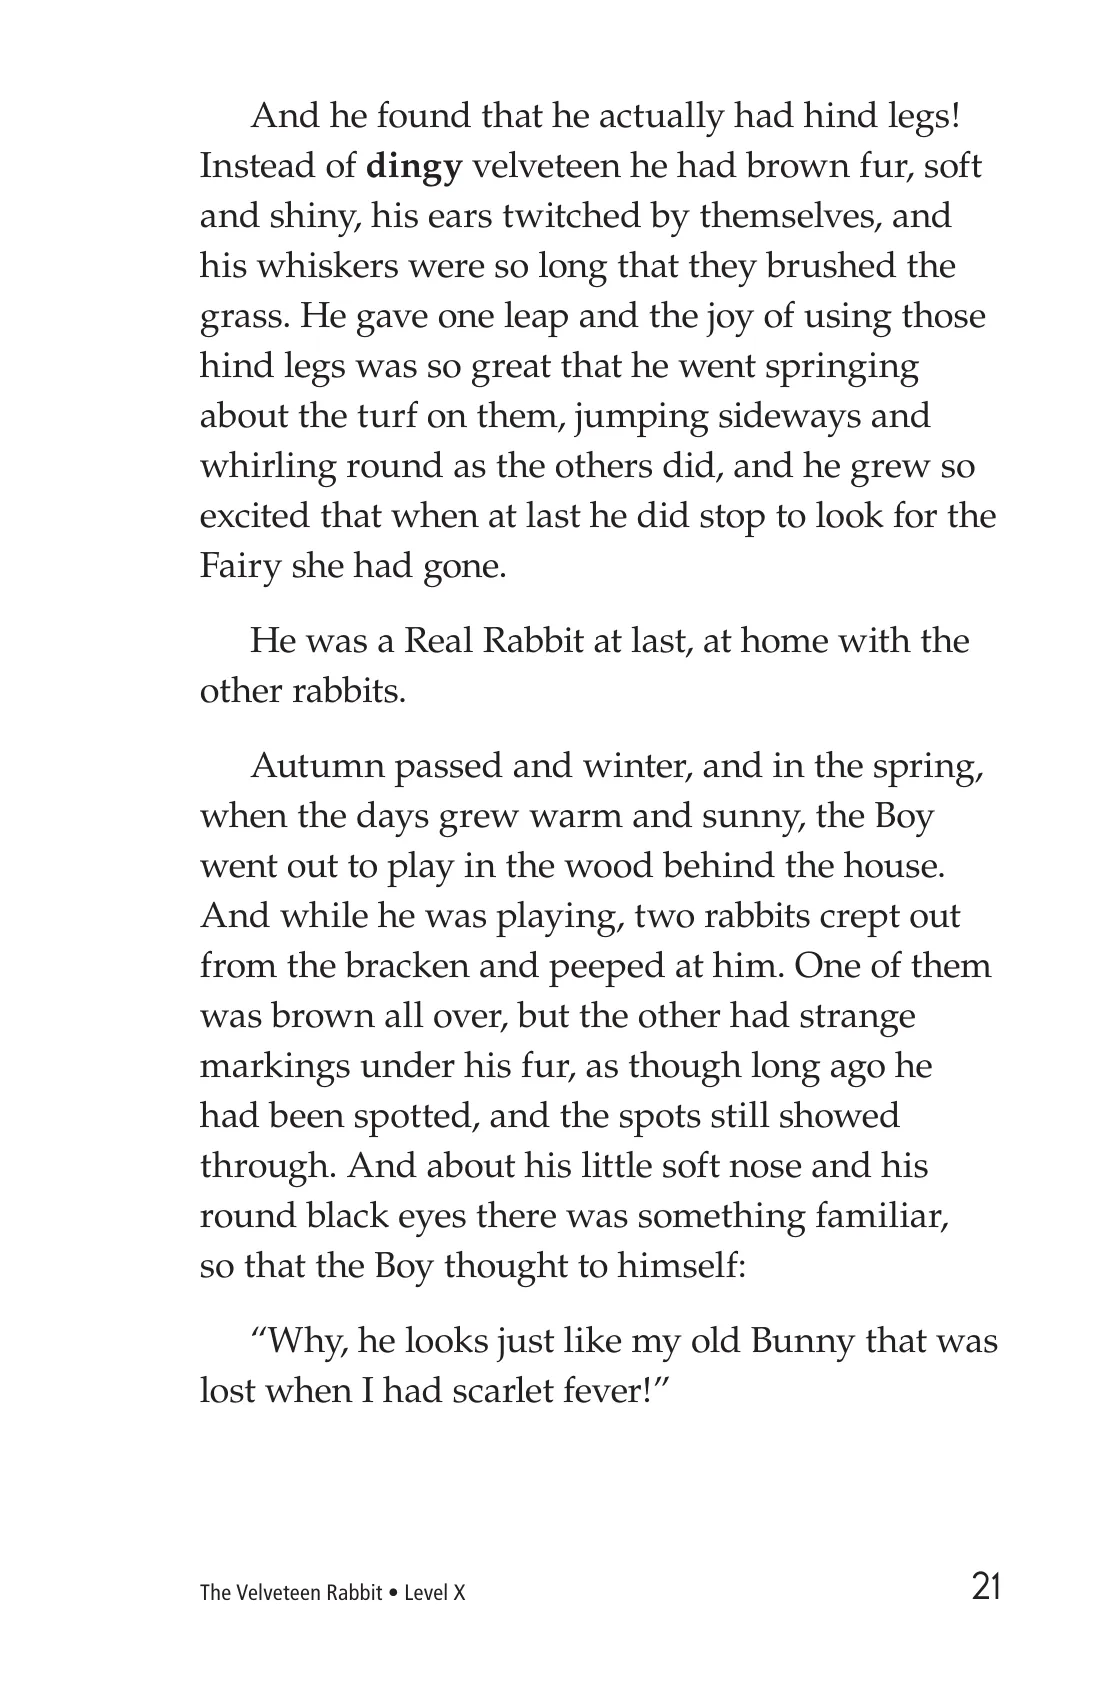 And he found that he actually had hind legs!
Instead of dingy velveteen he had brown fur, soft
and shiny, his ears twitched by themselves, and
his whiskers were so long that they brushed the
grass. He gave one leap and the joy of using those
hind legs was so great that he went springing
about the turf on them, jumping sideways and
whirling round as the others did, and he grew so
excited that when at last he did stop to look for the
Fairy she had gone.
He was a Real Rabbit at last, at home with the
other rabbits.
Autumn passed and winter, and in the spring,
when the days grew warm and sunny, the Boy
went out to play in the wood behind the house.
And while he was playing, two rabbits crept out
from the bracken and peeped at him. One of them
was brown all over, but the other had strange
markings under his fur, as though long ago he
had been spotted, and the spots still showed
through. And about his little soft nose and his
round black eyes there was something familiar,
so that the Boy thought to himself:
“Why, he looks just like my old Bunny that was
lost when I had scarlet fever!”
The Velveteen Rabbit • Level X
21